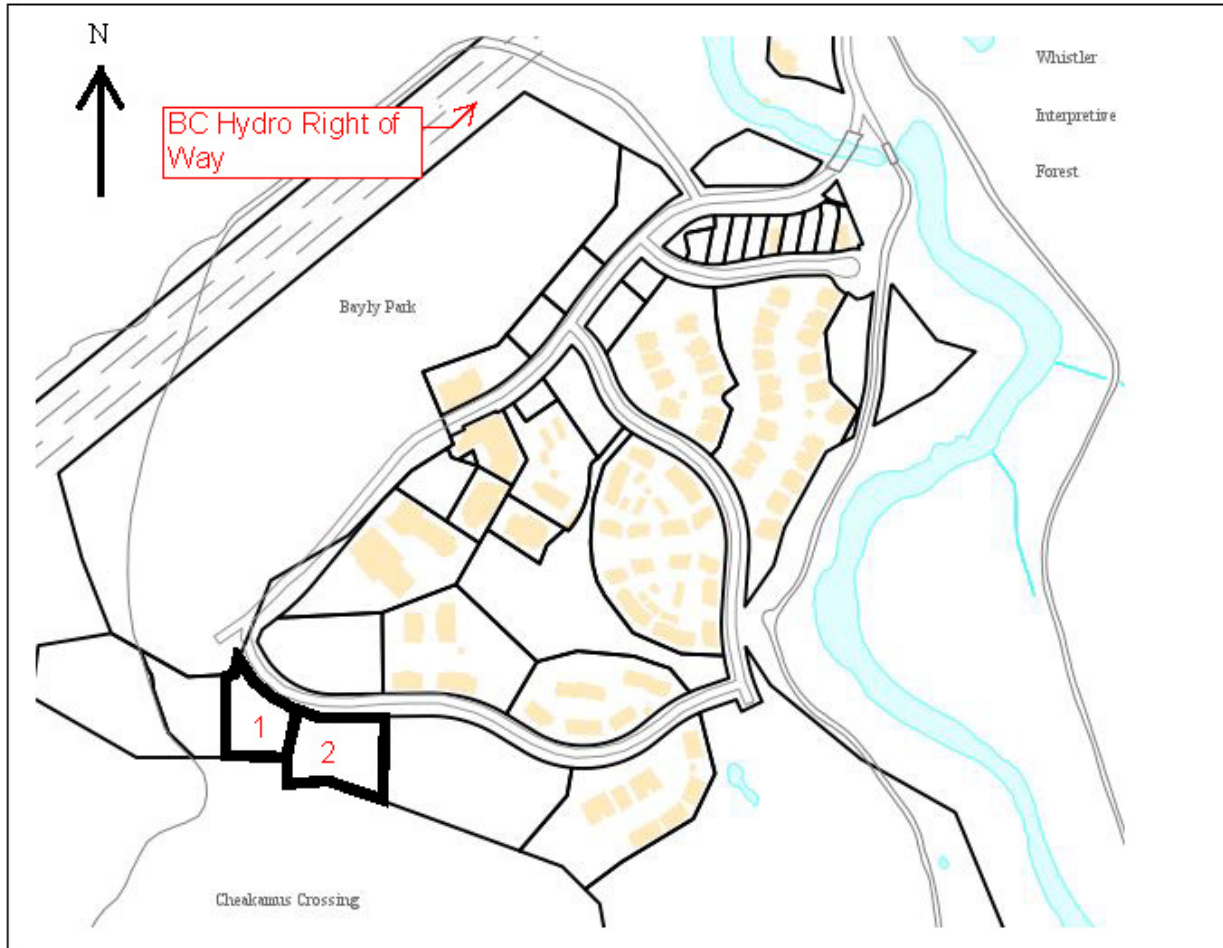 N
BC Hydro Right of
Way
Whistler
Interpretive
Forest
Bayly Park
1
2
Cheakamus Crossing